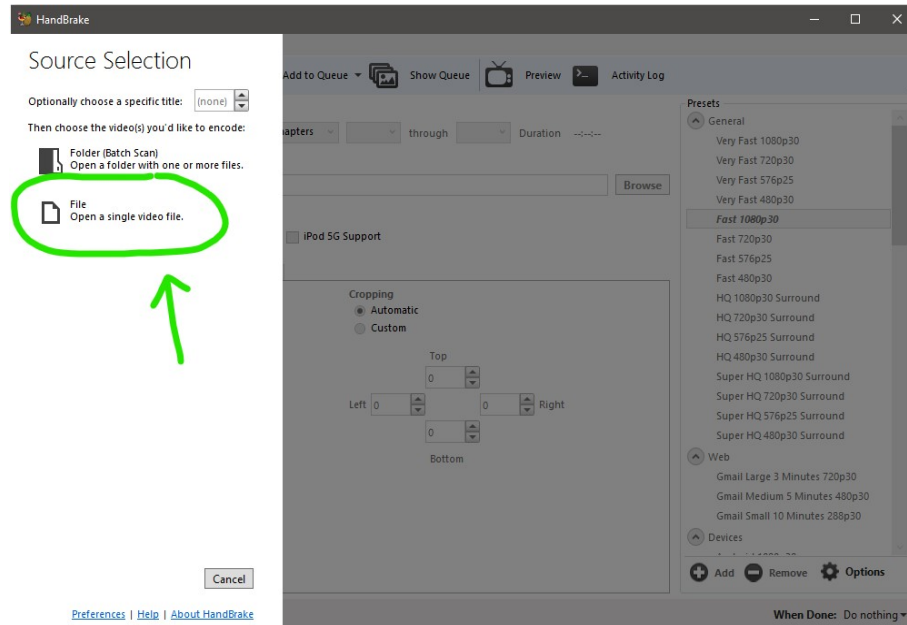 HandBrake
Source Selection
Optionally choose a specific title: (none)
Then choose the video(s) you'd like to encode:
Folder (Batch Scan)
Open a folder with one or more files.
File
Open a single video file.
Cancel
Preferences | Help | About HandBrake
Add to Queue Show Queue Preview Activity Log
hapters through Duration --:--:--
Browse
iPod 5G Support
Cropping
Automatic
Custom
Top
0
Left 0 0 Right
0
Bottom
Presets
General
Very Fast 1080p30
Very Fast 720p30
Very Fast 576p25
Very Fast 480p30
Fast 1080p30
Fast 720p30
Fast 576p25
Fast 480p30
HQ 1080p30 Surround
HQ 720p30 Surround
HQ 576p25 Surround
HQ 480p30 Surround
Super HQ 1080p30 Surround
Super HQ 720p30 Surround
Super HQ 576p25 Surround
Super HQ 480p30 Surround
Web
Gmail Large 3 Minutes 720p30
Gmail Medium 5 Minutes 480p30
Gmail Small 10 Minutes 288p30
Devices
Add Remove Options
When Done: Do nothing